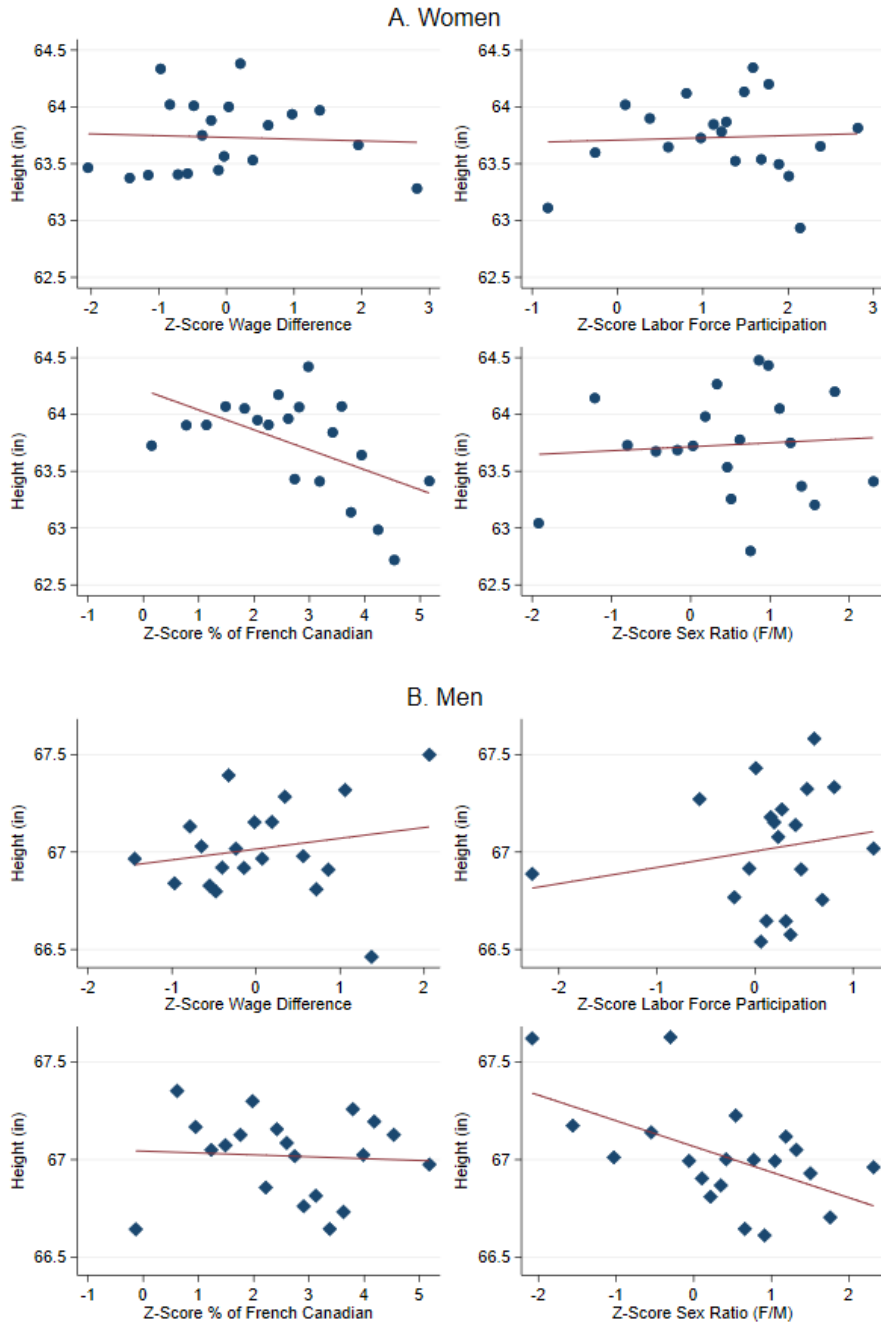 A. Women
64.5
64
63.5
63
62.5
Height (in)
-2 -1 0 1 2 3
Z-Score Wage Difference
64.5
64
63.5
63
62.5
Height (in)
-1 0 1 2 3
Z-Score Labor Force Participation
64.5
64
63.5
63
62.5
Height (in)
-1 0 1 2 3 4 5
Z-Score % of French Canadian
64.5
64
63.5
63
62.5
Height (in)
-2 -1 0 1 2
Z-Score Sex Ratio (F/M)
B. Men
67.5
67
66.5
Height (in)
-2 -1 0 1 2
Z-Score Wage Difference
67.5
67
66.5
Height (in)
-2 -1 0 1
Z-Score Labor Force Participation
67.5
67
66.5
Height (in)
-1 0 1 2 3 4 5
Z-Score % of French Canadian
67.5
67
66.5
Height (in)
-2 -1 0 1 2
Z-Score Sex Ratio (F/M)